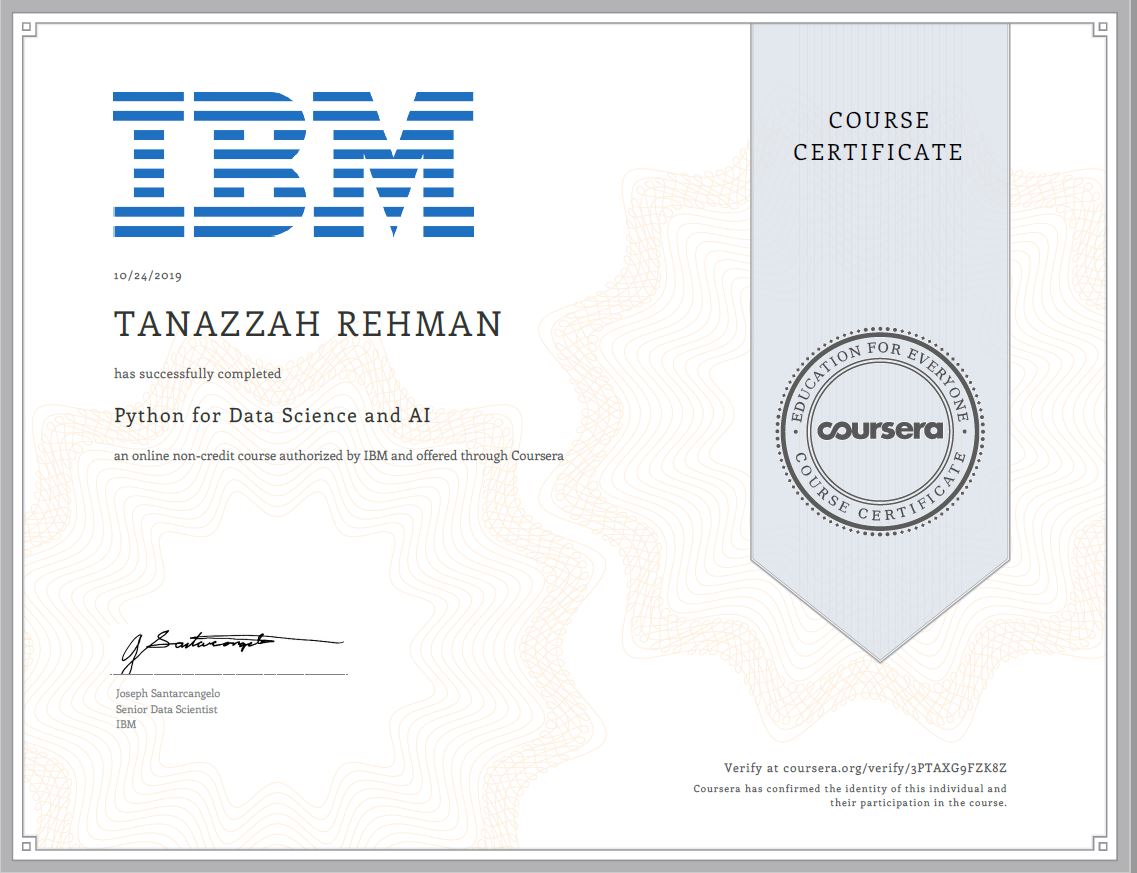 IBM
10/24/2019
TANAZZAH REHMAN
has successfully completed
Python for Data Science and AI
an online non-credit course authorized by IBM and offered through Coursera
J Santarcangelo
Joseph Santarcangelo
Senior Data Scientist
IBM
COURSE
CERTIFICATE
EDUCATION FOR EVERYONE
coursera
COURSE CERTIFICATE
Verify at coursera.org/verify/3PTAXG9FZK8Z
Coursera has confirmed the identity of this individual and
their participation in the course.